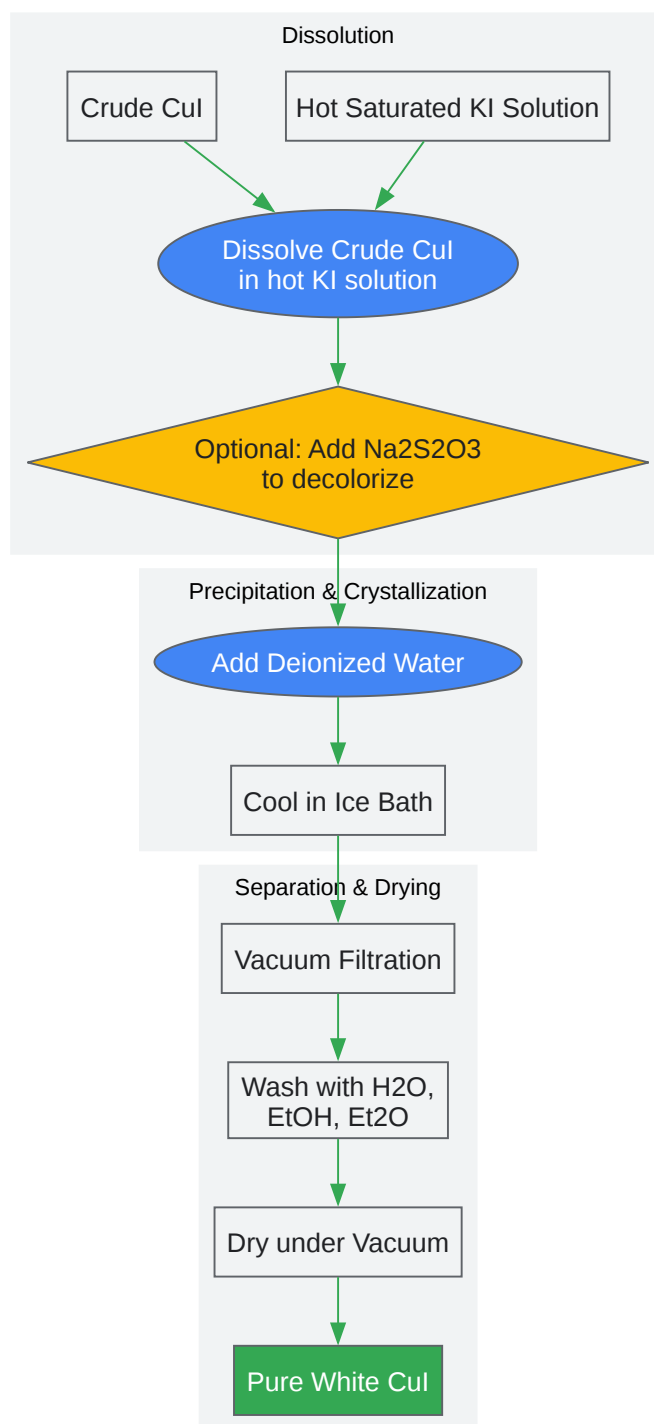 Dissolution
Crude CuI
Hot Saturated KI Solution
Dissolve Crude CuI
in hot KI solution
Optional: Add Na2S2O3
to decolorize
Precipitation & Crystallization
Add Deionized Water
Cool in Ice Bath
Separation & Drying
Vacuum Filtration
Wash with H2O,
EtOH, Et2O
Dry under Vacuum
Pure White CuI